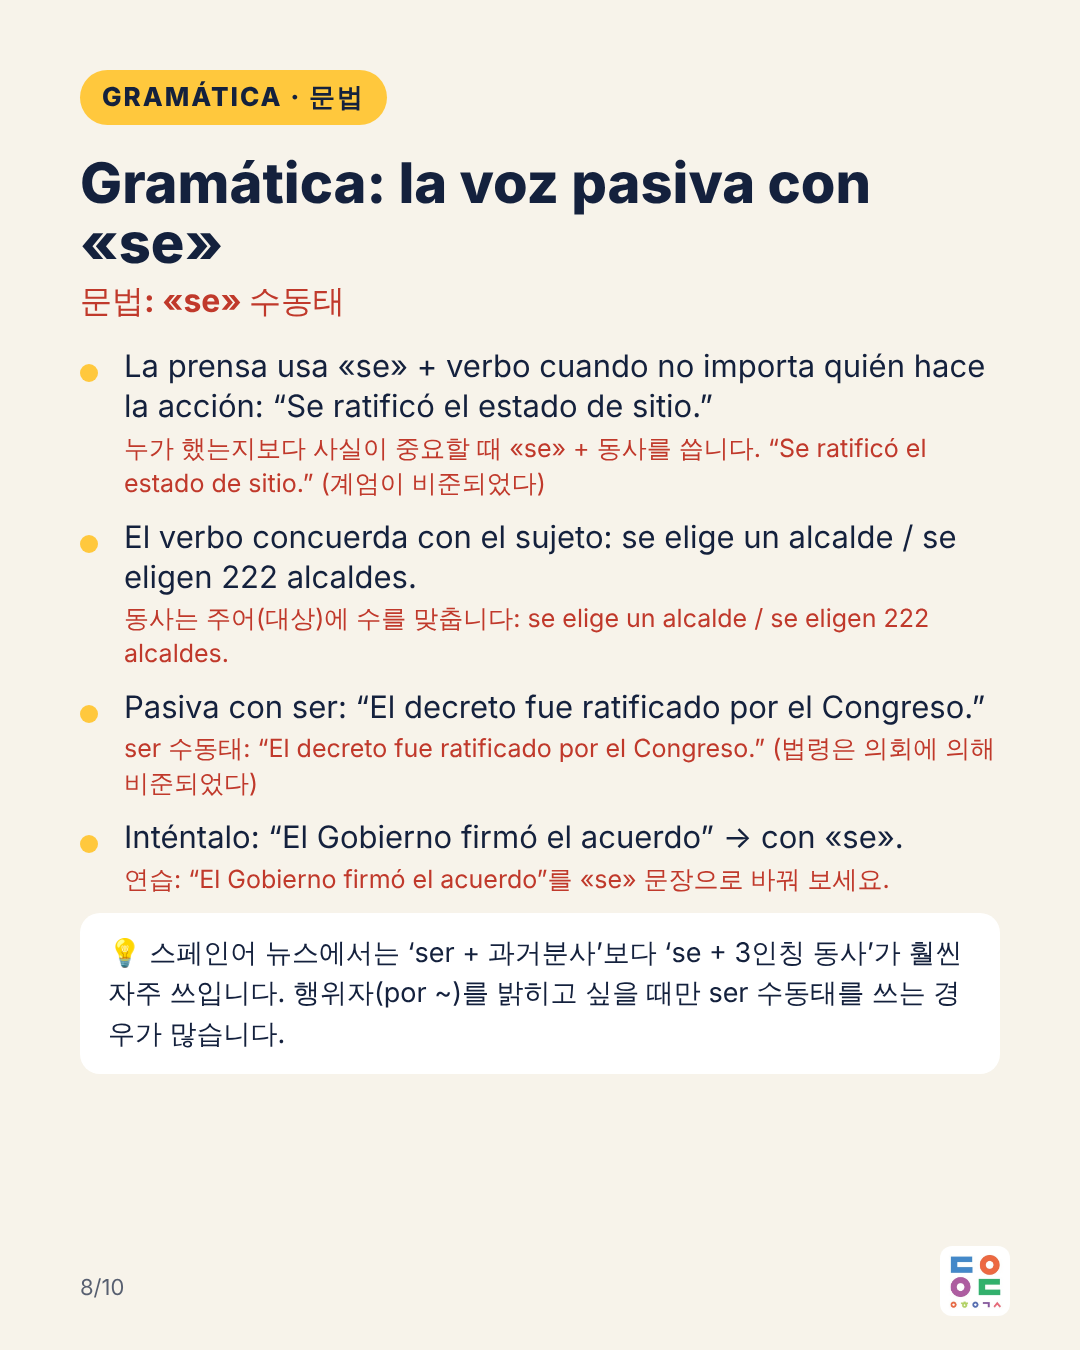 GRAMÁTICA · 문법
Gramática: la voz pasiva con
«se»
문법: «se» 수동태
La prensa usa «se» + verbo cuando no importa quién hace
la acción: “Se ratificó el estado de sitio.”
누가 했는지보다 사실이 중요할 때 «se» + 동사를 씁니다. “Se ratificó el
estado de sitio.” (계엄이 비준되었다)
El verbo concuerda con el sujeto: se elige un alcalde / se
eligen 222 alcaldes.
동사는 주어(대상)에 수를 맞춥니다: se elige un alcalde / se eligen 222
alcaldes.
Pasiva con ser: “El decreto fue ratificado por el Congreso.”
ser 수동태: “El decreto fue ratificado por el Congreso.” (법령은 의회에 의해
비준되었다)
Inténtalo: “El Gobierno firmó el acuerdo” → con «se».
연습: “El Gobierno firmó el acuerdo”를 «se» 문장으로 바꿔 보세요.
💡 스페인어 뉴스에서는 ‘ser + 과거분사’보다 ‘se + 3인칭 동사’가 훨씬
자주 쓰입니다. 행위자(por ~)를 밝히고 싶을 때만 ser 수동태를 쓰는 경
우가 많습니다.
8/10